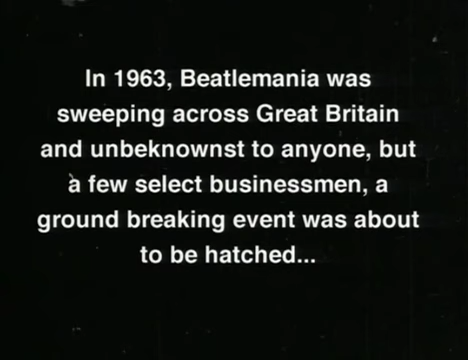 In 1963, Beatlemania was
sweeping across Great Britain
and unbeknownst to anyone, but
a few select businessmen, a
ground breaking event was about
to be hatched...